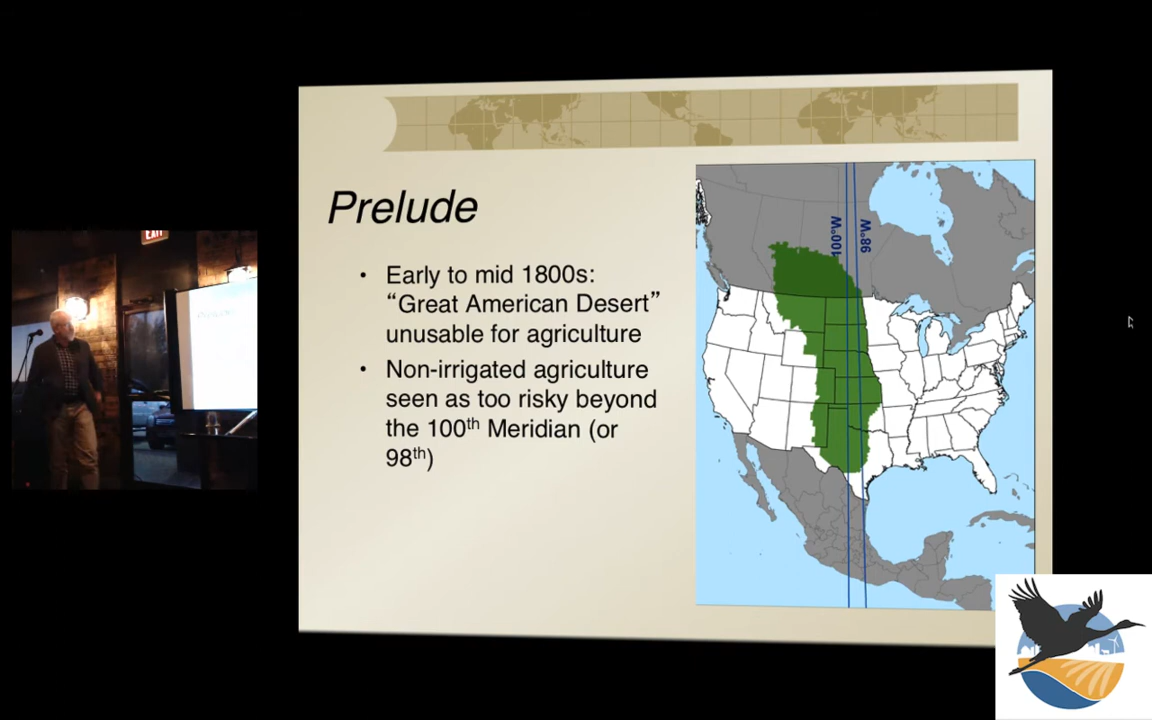 EXIT
Prelude
• Early to mid 1800s:
“Great American Desert”
unusable for agriculture
• Non-irrigated agriculture
seen as too risky beyond
the 100th Meridian (or
98th)
100°W
98°W